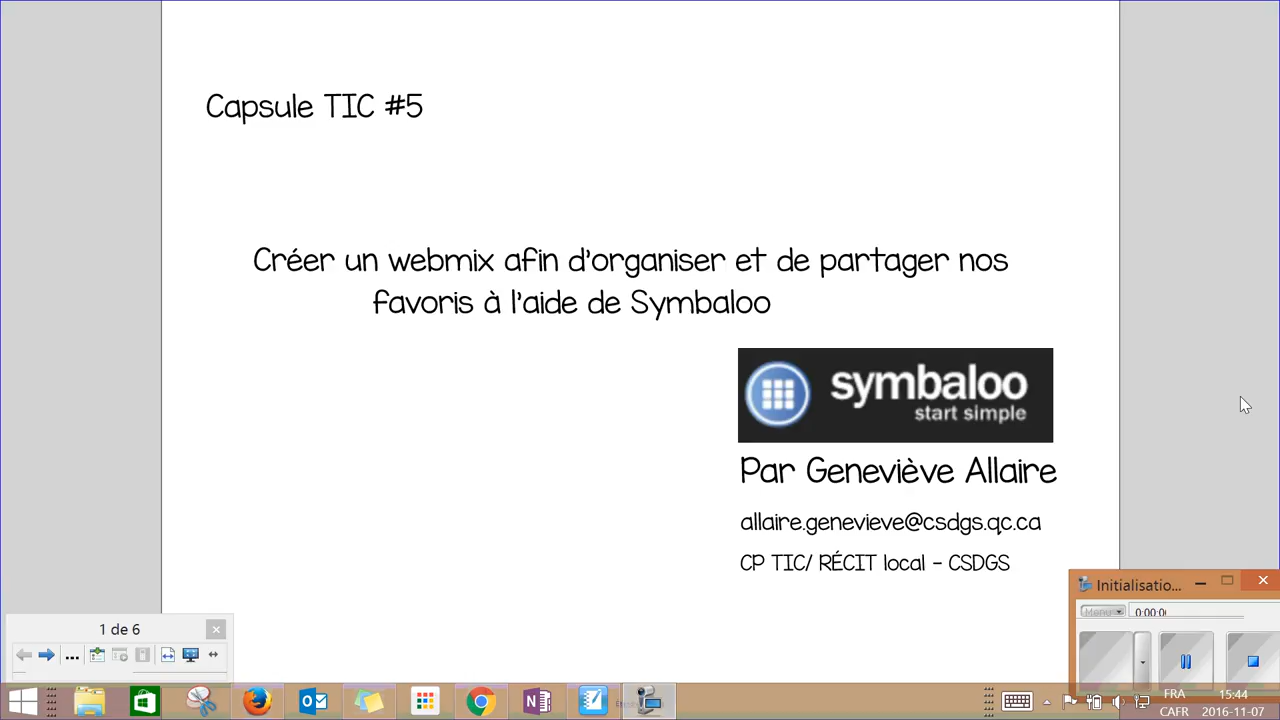 Capsule TIC #5
Créer un webmix afin d'organiser et de partager nos
favoris à l'aide de Symbaloo
symbaloo
start simple
Par Geneviève Allaire
allaire.genevieve@csdgs.qc.ca
CP TIC/ RÉCIT local - CSDGS
Initialisatio...
Menu
1 de 6
FRA
CAFR
15:44
2016-11-07